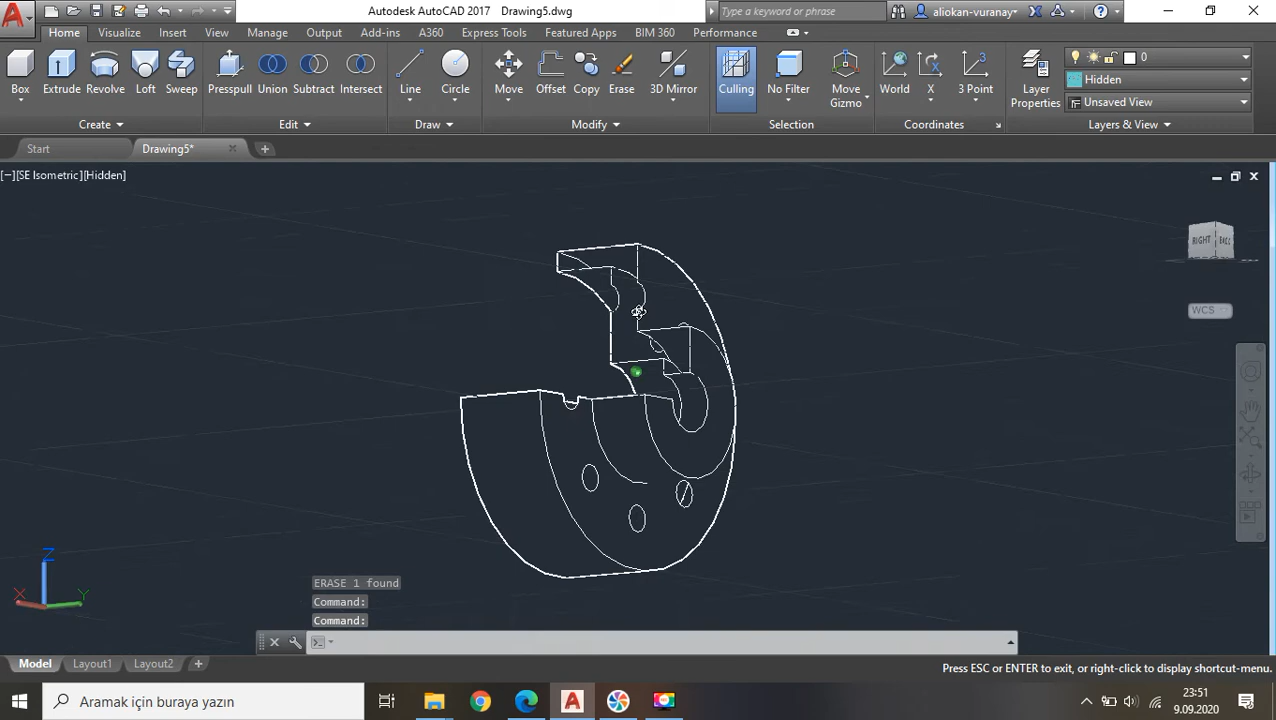 Autodesk AutoCAD 2017 Drawing5.dwg
Type a keyword or phrase
aliokan-vuranay
Home Visualize Insert View Manage Output Add-ins A360 Express Tools Featured Apps BIM 360 Performance
Box Extrude Revolve Loft Sweep Presspull Union Subtract Intersect Line Circle Move Offset Copy Erase 3D Mirror Culling No Filter Move Gizmo World X 3 Point Layer Properties
0
Hidden
Unsaved View
Create Edit Draw Modify Selection Coordinates Layers & View
Start Drawing5*
[−][SE Isometric][Hidden]
RIGHT BACK
WCS
Z
X Y
ERASE 1 found
Command:
Command:
Model Layout1 Layout2
Press ESC or ENTER to exit, or right-click to display shortcut-menu.
Aramak için buraya yazın
23:51
9.09.2020